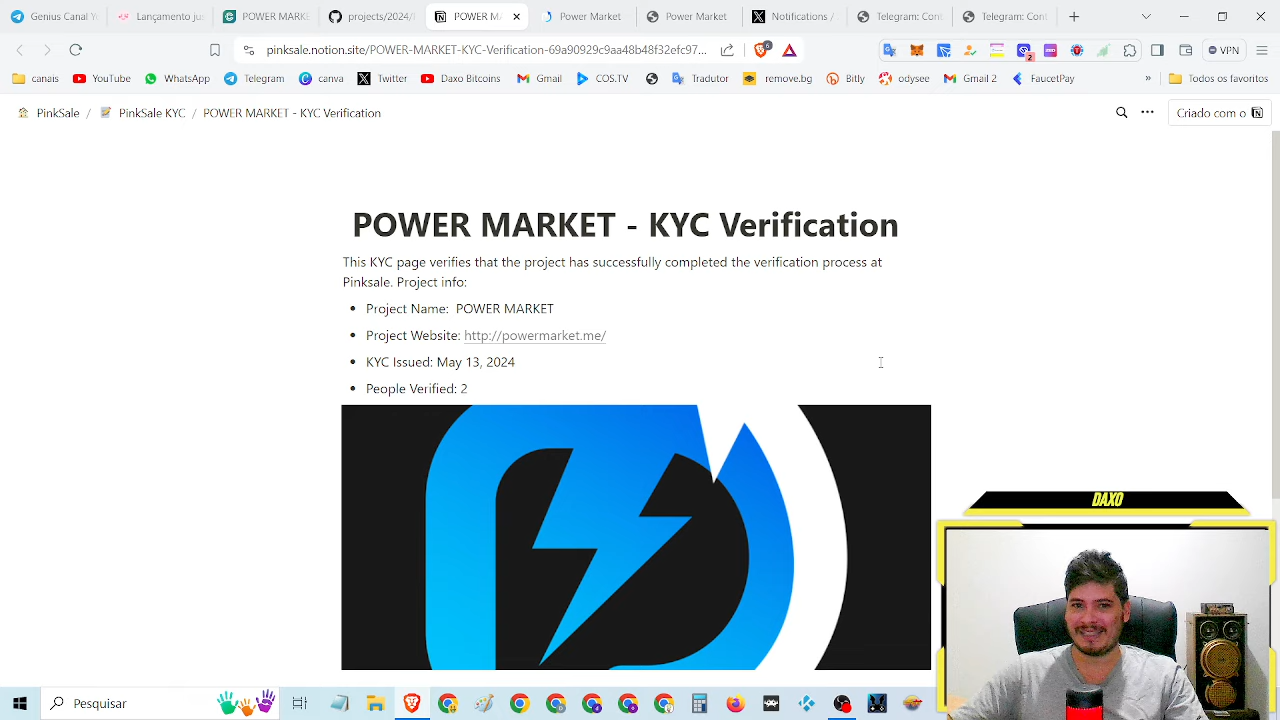 Genius Cat
Lançamento ju
POWER MARK
projects/2024/
POWER MA
Power Market
Power Market
Notifications /
Telegram: Cont
Telegram: Cont
pinksale.notion.site/POWER-MARKET-KYC-Verification-69a90929c9aa48b48f32efc97...
6
2
VPN
canais
YouTube
WhatsApp
Telegram
canva
Twitter
Daxo Bitcoins
Gmail
COS.TV
Tradutor
remove.bg
Bitly
odysee
Gmail 2
FaucetPay
»
Todos os favoritos
PinkSale / PinkSale KYC / POWER MARKET - KYC Verification
Criado com o
POWER MARKET - KYC Verification
This KYC page verifies that the project has successfully completed the verification process at
Pinksale. Project info:
• Project Name: POWER MARKET
• Project Website: http://powermarket.me/
• KYC Issued: May 13, 2024
• People Verified: 2
DAXO
Pesquisar